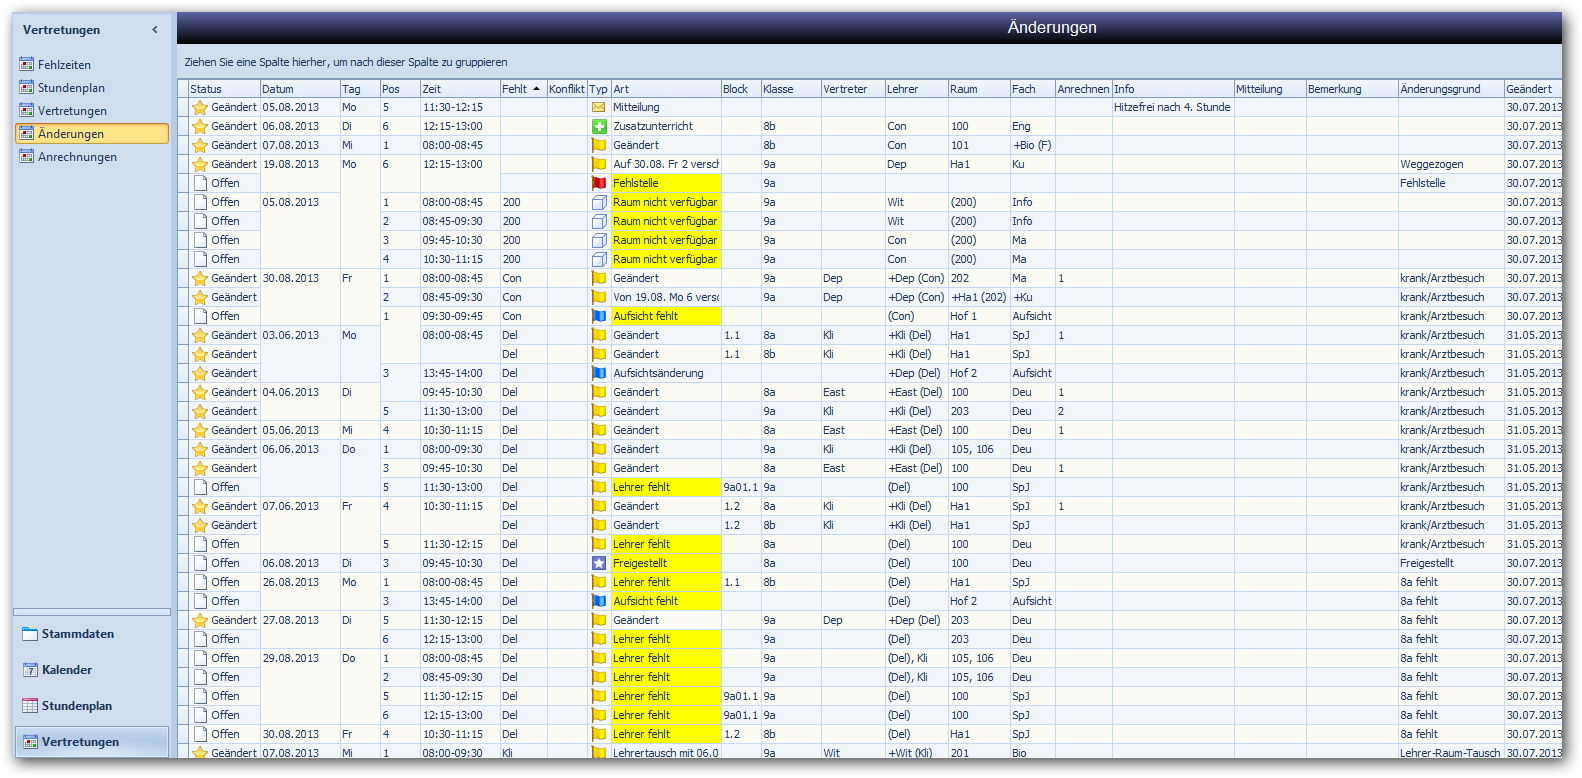 Vertretungen
Fehlzeiten
Stundenplan
Vertretungen
Änderungen
Anrechnungen
Stammdaten
Kalender
Stundenplan
Vertretungen
Änderungen
Ziehen Sie eine Spalte hierher, um nach dieser Spalte zu gruppieren
Status Datum Tag Pos Zeit Fehlt Konflikt Typ Art Block Klasse Vertreter Lehrer Raum Fach Anrechnen Info Mitteilung Bemerkung Änderungsgrund Geändert
Geändert 05.08.2013 Mo 5 11:30-12:15 Mitteilung Hitzefrei nach 4. Stunde 30.07.2013
Geändert 06.08.2013 Di 6 12:15-13:00 Zusatzunterricht 8b Con 100 Eng 30.07.2013
Geändert 07.08.2013 Mi 1 08:00-08:45 Geändert 8b Con 101 +Bio (F) 30.07.2013
Geändert 19.08.2013 Mo 6 12:15-13:00 Auf 30.08. Fr 2 versch 9a Dep Ha1 Ku Weggezogen 30.07.2013
Offen Fehlstelle 9a Fehlstelle 30.07.2013
Offen 05.08.2013 1 08:00-08:45 200 Raum nicht verfügbar 9a Wit (200) Info 30.07.2013
Offen 2 08:45-09:30 200 Raum nicht verfügbar 9a Wit (200) Info 30.07.2013
Offen 3 09:45-10:30 200 Raum nicht verfügbar 9a Con (200) Ma 30.07.2013
Offen 4 10:30-11:15 200 Raum nicht verfügbar 9a Con (200) Ma 30.07.2013
Geändert 30.08.2013 Fr 1 08:00-08:45 Con Geändert 9a Dep +Dep (Con) 202 Ma 1 krank/Arztbesuch 30.07.2013
Geändert 2 08:45-09:30 Con Von 19.08. Mo 6 versc 9a Dep +Dep (Con) +Ha1 (202) +Ku krank/Arztbesuch 30.07.2013
Offen 1 09:30-09:45 Con Aufsicht fehlt (Con) Hof 1 Aufsicht krank/Arztbesuch 30.07.2013
Geändert 03.06.2013 Mo 08:00-08:45 Del Geändert 1.1 8a Kli +Kli (Del) Ha1 SpJ 1 krank/Arztbesuch 31.05.2013
Geändert Del Geändert 1.1 8b Kli +Kli (Del) Ha1 SpJ krank/Arztbesuch 31.05.2013
Geändert 3 13:45-14:00 Del Aufsichtsänderung +Dep (Del) Hof 2 Aufsicht krank/Arztbesuch 31.05.2013
Geändert 04.06.2013 Di 09:45-10:30 Del Geändert 8a East +East (Del) 100 Deu 1 krank/Arztbesuch 31.05.2013
Geändert 5 11:30-13:00 Del Geändert 9a Kli +Kli (Del) 203 Deu 2 krank/Arztbesuch 31.05.2013
Geändert 05.06.2013 Mi 4 10:30-11:15 Del Geändert 8a East +East (Del) 100 Deu 1 krank/Arztbesuch 31.05.2013
Geändert 06.06.2013 Do 1 08:00-09:30 Del Geändert 9a Kli +Kli (Del) 105, 106 Deu krank/Arztbesuch 31.05.2013
Geändert 3 09:45-10:30 Del Geändert 8a East +East (Del) 100 Deu 1 krank/Arztbesuch 31.05.2013
Offen 5 11:30-13:00 Del Lehrer fehlt 9a01.1 9a (Del) 100 SpJ krank/Arztbesuch 31.05.2013
Geändert 07.06.2013 Fr 4 10:30-11:15 Del Geändert 1.2 8a Kli +Kli (Del) Ha1 SpJ 1 krank/Arztbesuch 31.05.2013
Geändert Del Geändert 1.2 8b Kli +Kli (Del) Ha1 SpJ krank/Arztbesuch 31.05.2013
Offen 5 11:30-12:15 Del Lehrer fehlt 8a (Del) 100 Deu krank/Arztbesuch 31.05.2013
Offen 06.08.2013 Di 3 09:45-10:30 Del Freigestellt 8a (Del) 100 Deu Freigestellt 30.07.2013
Offen 26.08.2013 Mo 1 08:00-08:45 Del Lehrer fehlt 1.1 8b (Del) Ha1 SpJ 8a fehlt 30.07.2013
Offen 3 13:45-14:00 Del Aufsicht fehlt (Del) Hof 2 Aufsicht 8a fehlt 30.07.2013
Geändert 27.08.2013 Di 5 11:30-12:15 Del Geändert 9a Dep +Dep (Del) 203 Deu 8a fehlt 30.07.2013
Offen 6 12:15-13:00 Del Lehrer fehlt 9a (Del) 203 Deu 8a fehlt 30.07.2013
Offen 29.08.2013 Do 1 08:00-08:45 Del Lehrer fehlt 9a (Del), Kli 105, 106 Deu 8a fehlt 30.07.2013
Offen 2 08:45-09:30 Del Lehrer fehlt 9a (Del), Kli 105, 106 Deu 8a fehlt 30.07.2013
Offen 5 11:30-12:15 Del Lehrer fehlt 9a01.1 9a (Del) 100 SpJ 8a fehlt 30.07.2013
Offen 6 12:15-13:00 Del Lehrer fehlt 9a01.1 9a (Del) 100 SpJ 8a fehlt 30.07.2013
Offen 30.08.2013 Fr 4 10:30-11:15 Del Lehrer fehlt 1.2 8b (Del) Ha1 SpJ 8a fehlt 30.07.2013
Geändert 07.08.2013 Mi 1 08:00-09:30 Kli Lehrertausch mit 06.0 9a Wit +Wit (Kli) 201 Bio Lehrer-Raum-Tausch 30.07.2013